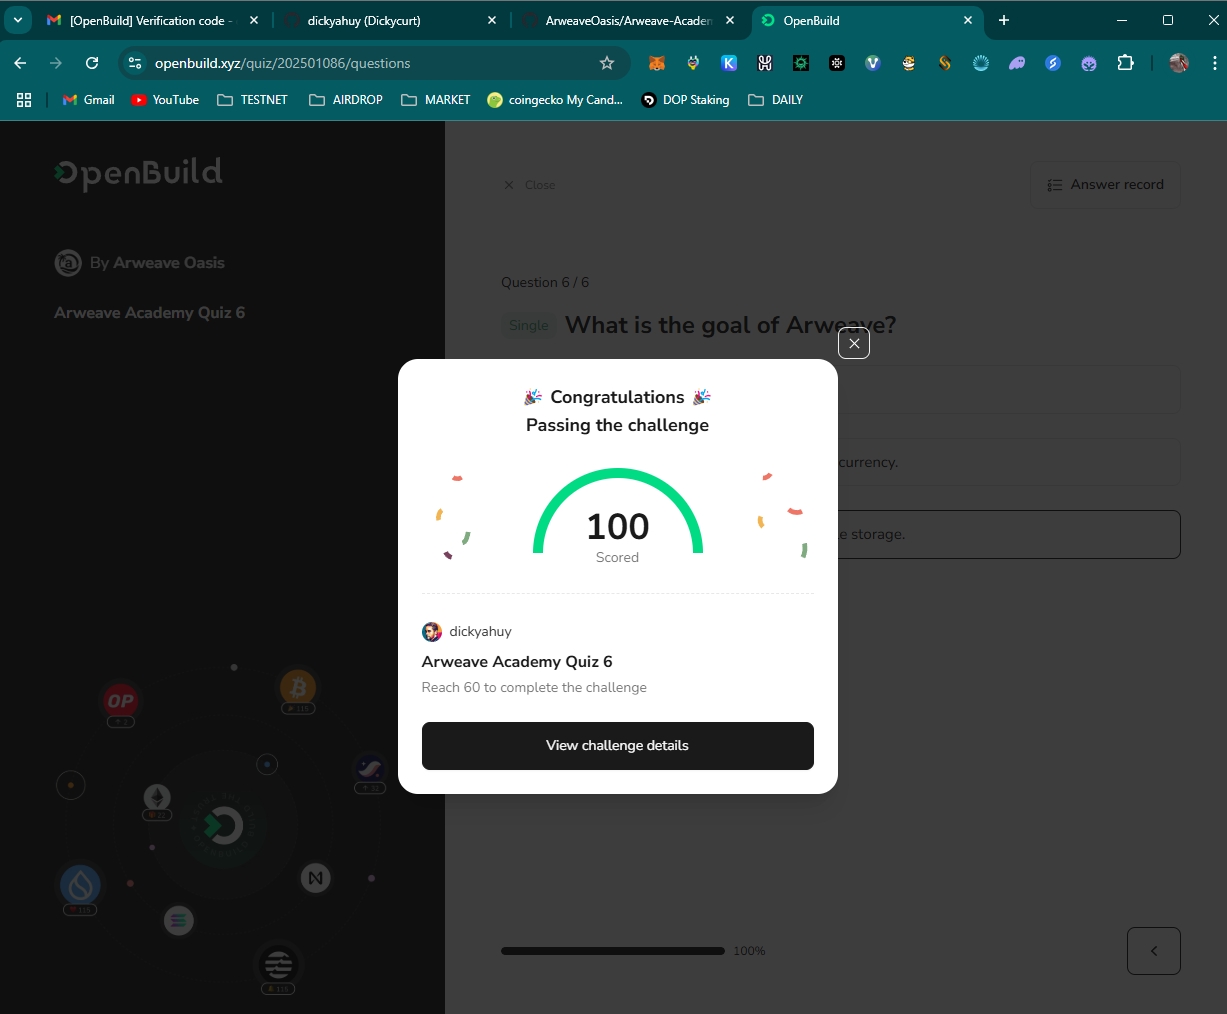 [OpenBuild] Verification code -
dickyahuy (Dickycurt)
ArweaveOasis/Arweave-Academ
OpenBuild
openbuild.xyz/quiz/202501086/questions
Gmail
YouTube
TESTNET
AIRDROP
MARKET
coingecko My Cand...
DOP Staking
DAILY
OpenBuild
Close
Answer record
By Arweave Oasis
Arweave Academy Quiz 6
Question 6 / 6
Single
What is the goal of Arweave?
currency.
storage.
🎉 Congratulations 🎉
Passing the challenge
100
Scored
dickyahuy
Arweave Academy Quiz 6
Reach 60 to complete the challenge
View challenge details
OP
115
100%